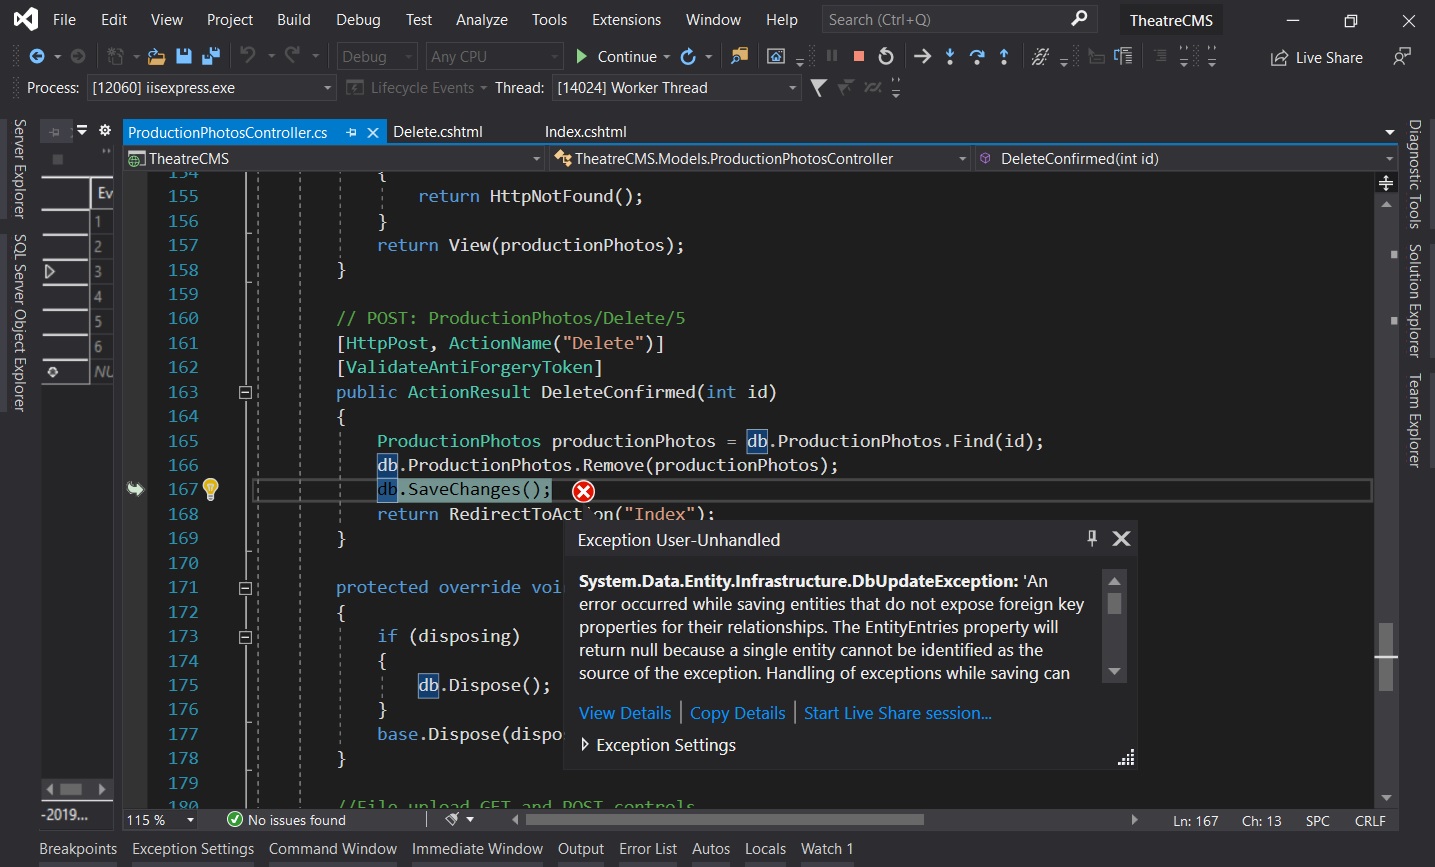 File Edit View Project Build Debug Test Analyze Tools Extensions Window Help Search (Ctrl+Q) TheatreCMS
Debug Any CPU Continue Live Share
Process: [12060] iisexpress.exe Lifecycle Events Thread: [14024] Worker Thread
Server Explorer
SQL Server Object Explorer
Ev
1
2
3
4
5
6
NU
-2019...
ProductionPhotosController.cs Delete.cshtml Index.cshtml
TheatreCMS TheatreCMS.Models.ProductionPhotosController DeleteConfirmed(int id)
154 {
155 return HttpNotFound();
156 }
157 return View(productionPhotos);
158 }
159
160 // POST: ProductionPhotos/Delete/5
161 [HttpPost, ActionName("Delete")]
162 [ValidateAntiForgeryToken]
163 public ActionResult DeleteConfirmed(int id)
164 {
165 ProductionPhotos productionPhotos = db.ProductionPhotos.Find(id);
166 db.ProductionPhotos.Remove(productionPhotos);
167 db.SaveChanges();
168 return RedirectToAction("Index");
169 }
170
171 protected override voi
172 {
173 if (disposing)
174 {
175 db.Dispose();
176 }
177 base.Dispose(dispo
178 }
179
180 //File upload GET and POST controls
Exception User-Unhandled
System.Data.Entity.Infrastructure.DbUpdateException: 'An
error occurred while saving entities that do not expose foreign key
properties for their relationships. The EntityEntries property will
return null because a single entity cannot be identified as the
source of the exception. Handling of exceptions while saving can
View Details Copy Details Start Live Share session...
Exception Settings
Diagnostic Tools
Solution Explorer
Team Explorer
115 % No issues found Ln: 167 Ch: 13 SPC CRLF
Breakpoints Exception Settings Command Window Immediate Window Output Error List Autos Locals Watch 1